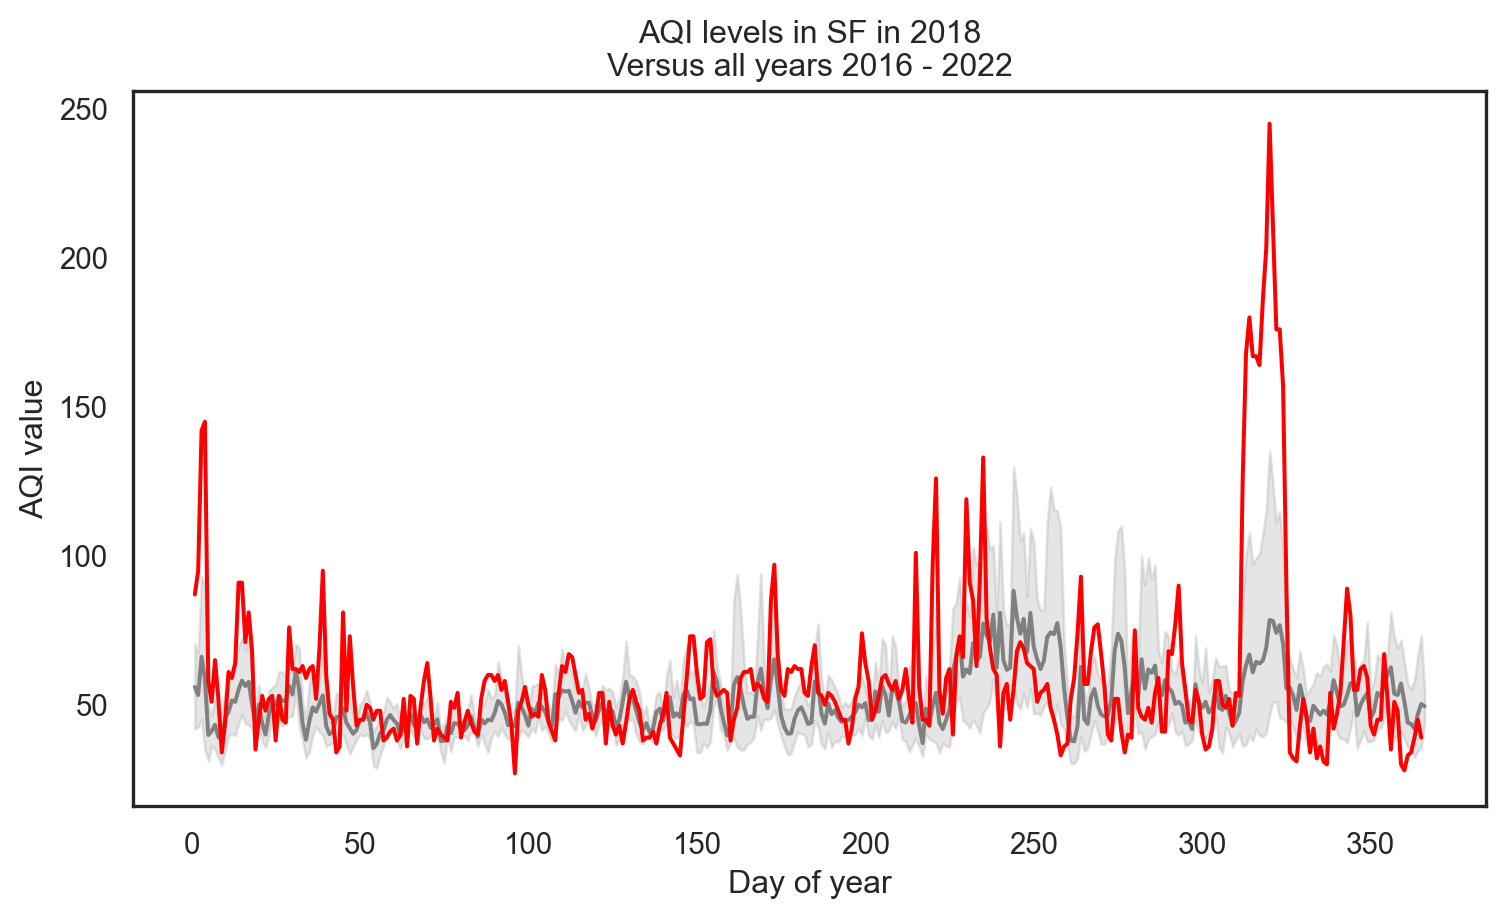 AQI levels in SF in 2018
Versus all years 2016 - 2022
250
200
150
100
50
AQI value
0 50 100 150 200 250 300 350
Day of year